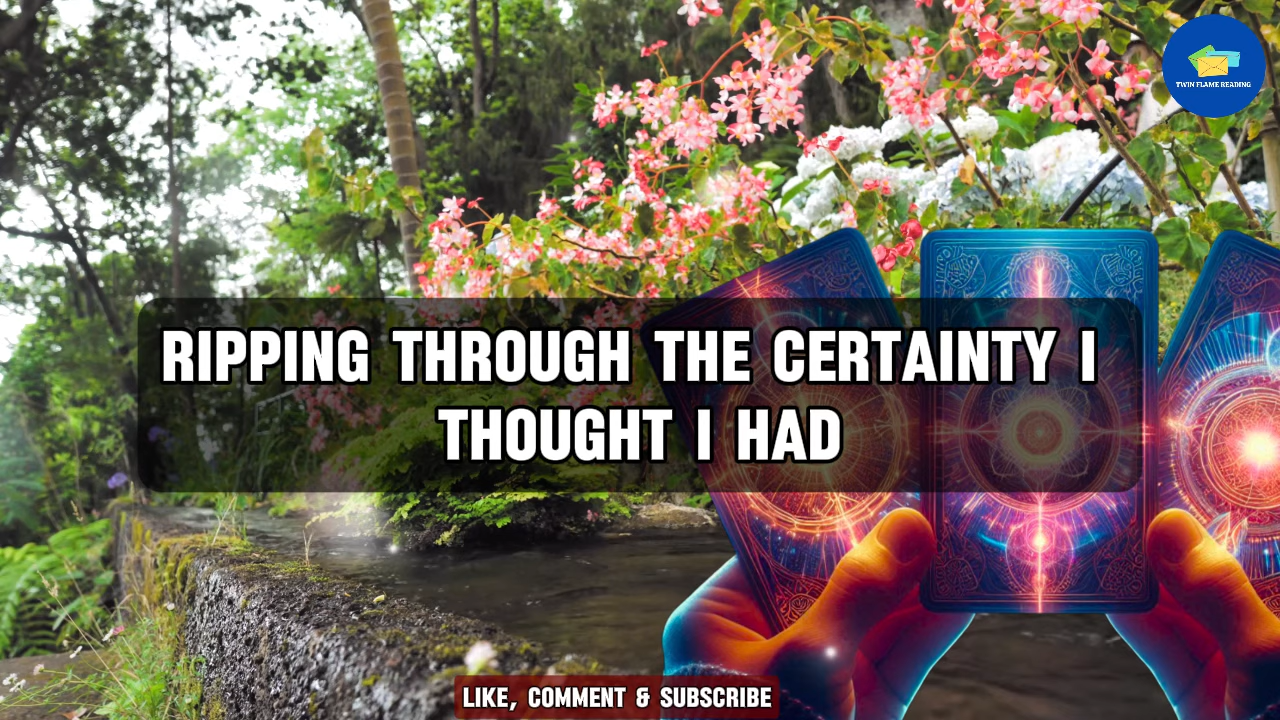 TWIN FLAME READING
RIPPING THROUGH THE CERTAINTY I
THOUGHT I HAD
LIKE, COMMENT & SUBSCRIBE